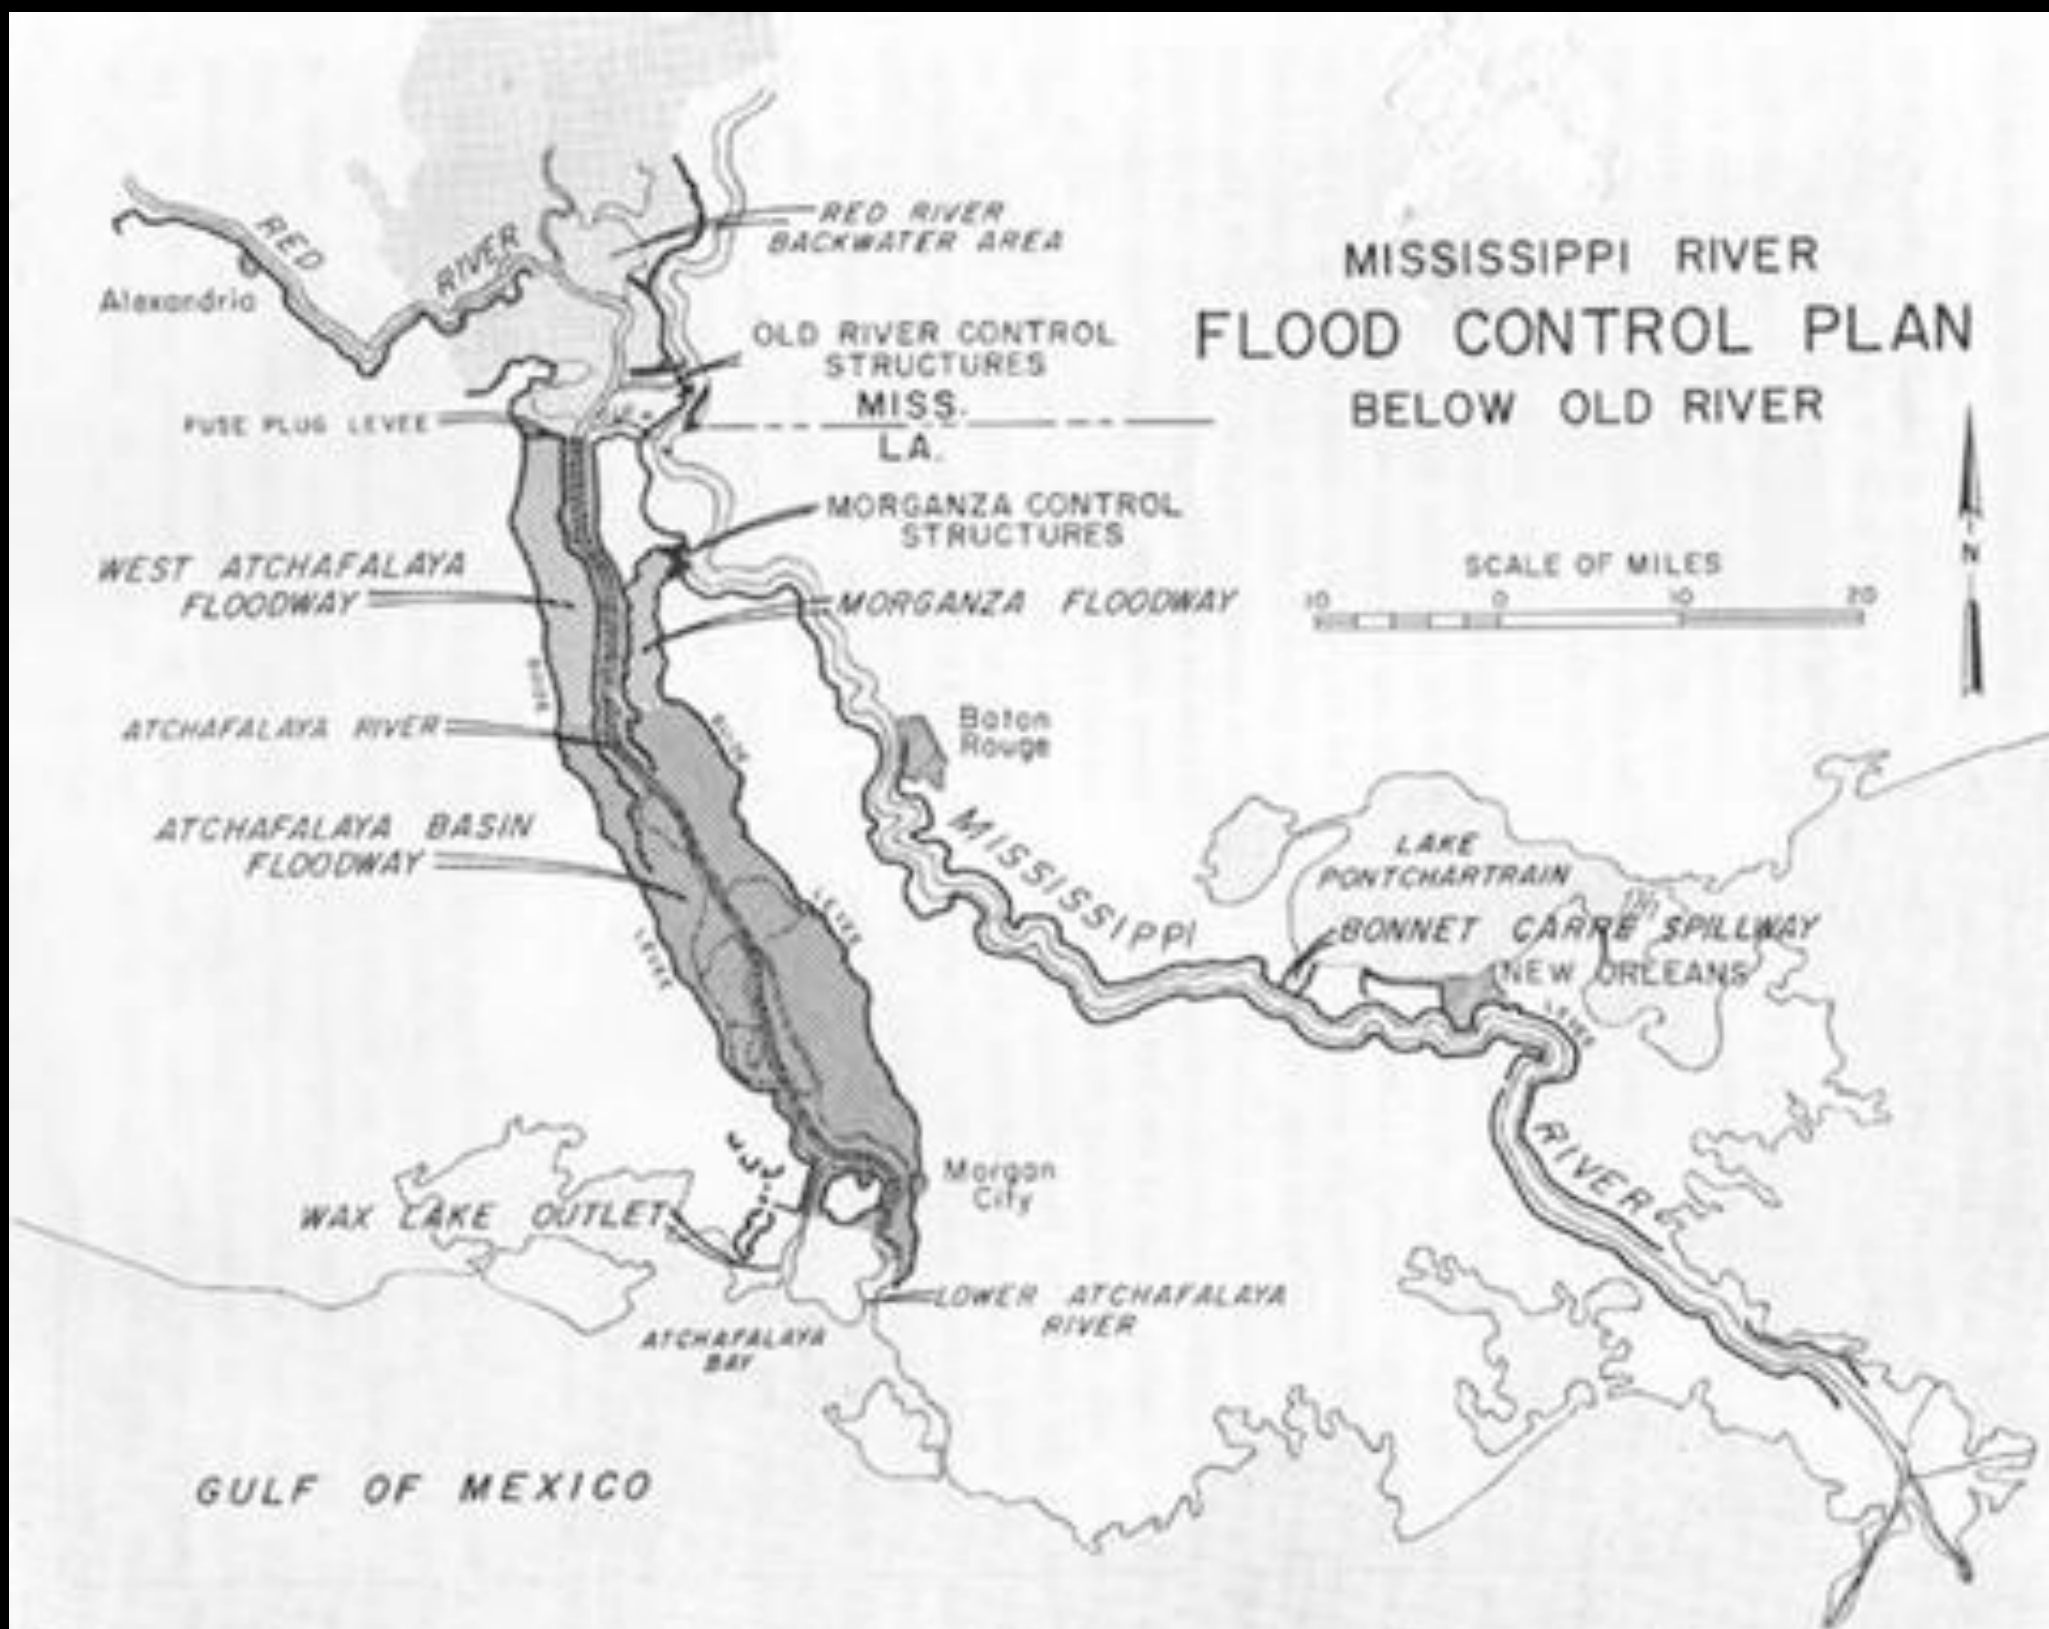 MISSISSIPPI RIVER
FLOOD CONTROL PLAN
BELOW OLD RIVER
RED RIVER
BACKWATER AREA
RED RIVER
Alexandria
OLD RIVER CONTROL
STRUCTURES
MISS.
LA.
FUSE PLUG LEVEE
MORGANZA CONTROL
STRUCTURES
N
SCALE OF MILES
10 0 10 20
WEST ATCHAFALAYA
FLOODWAY
MORGANZA FLOODWAY
GUIDE
GUIDE
ATCHAFALAYA RIVER
Baton
Rouge
ATCHAFALAYA BASIN
FLOODWAY
LEVEE
LEVEE
MISSISSIPPI
LAKE
PONTCHARTRAIN
BONNET CARRE SPILLWAY
NEW ORLEANS
LEVEE
RIVER
Morgan
City
WAX LAKE OUTLET
LOWER ATCHAFALAYA
RIVER
ATCHAFALAYA
BAY
GULF OF MEXICO